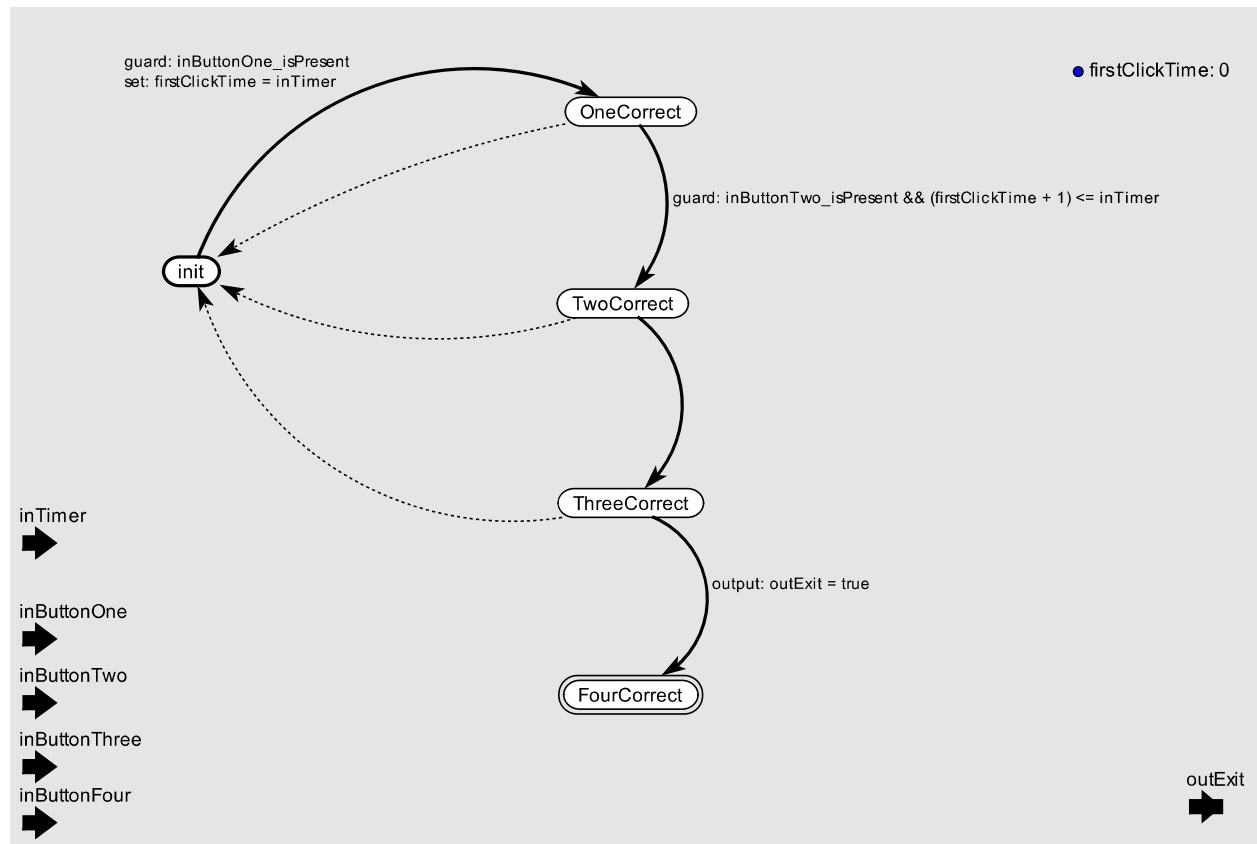 guard: inButtonOne_isPresent
set: firstClickTime = inTimer
firstClickTime: 0
OneCorrect
guard: inButtonTwo_isPresent && (firstClickTime + 1) <= inTimer
init
TwoCorrect
ThreeCorrect
inTimer
output: outExit = true
inButtonOne
inButtonTwo
FourCorrect
inButtonThree
outExit
inButtonFour